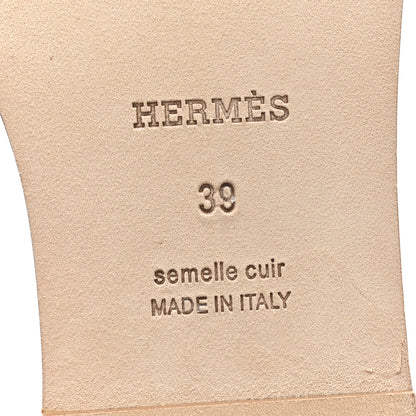 HERMÈS
39
semelle cuir
MADE IN ITALY